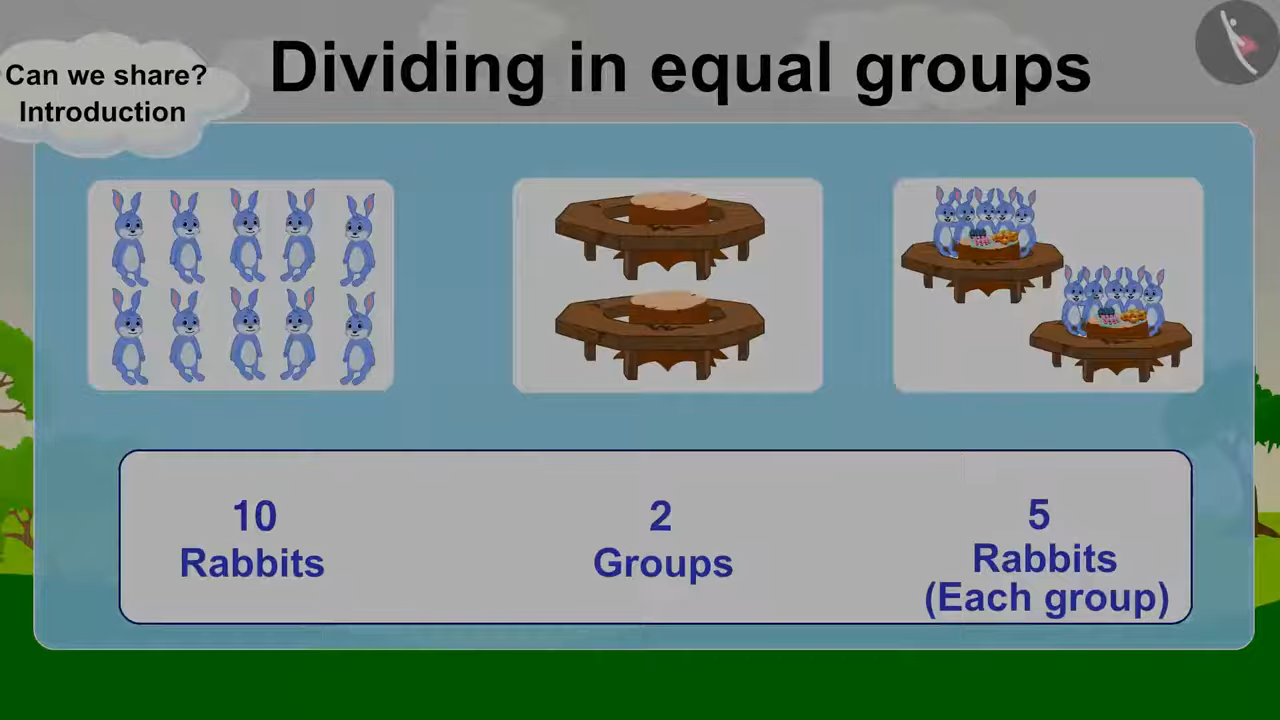 Dividing in equal groups
Can we share?
Introduction
10
Rabbits
2
Groups
5
Rabbits
(Each group)